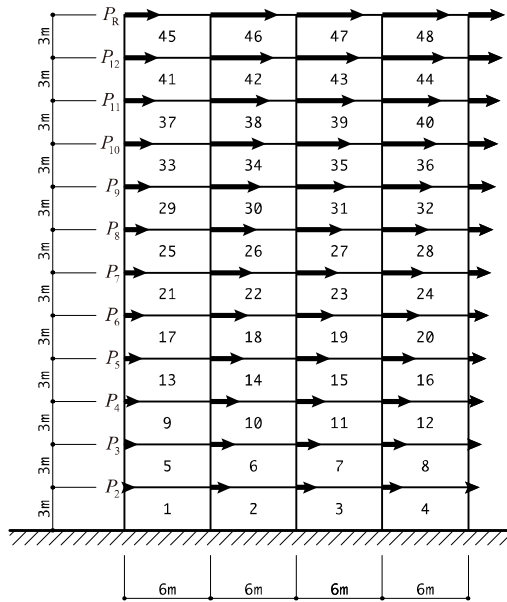 P_R
45 46 47 48
3m
P_12
41 42 43 44
3m
P_11
37 38 39 40
3m
P_10
33 34 35 36
3m
P_9
29 30 31 32
3m
P_8
25 26 27 28
3m
P_7
21 22 23 24
3m
P_6
17 18 19 20
3m
P_5
13 14 15 16
3m
P_4
9 10 11 12
3m
P_3
5 6 7 8
3m
P_2
1 2 3 4
3m
6m 6m 6m 6m